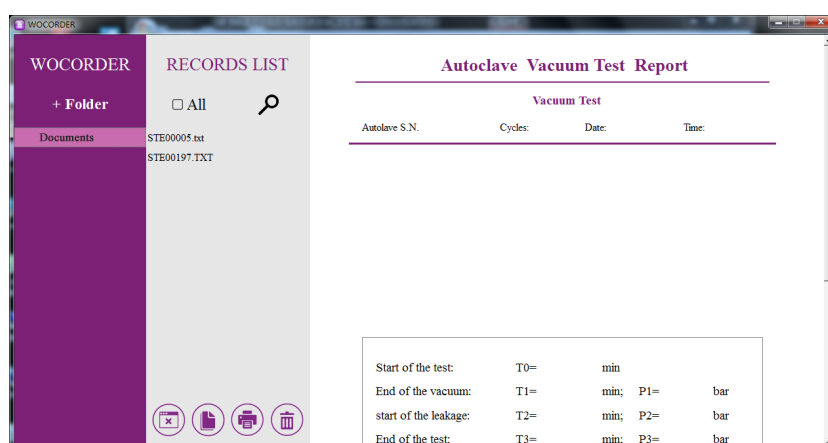 WOCORDER
WOCORDER
+ Folder
Documents
RECORDS LIST
All
STE00005.txt
STE00197.TXT
Autoclave Vacuum Test Report
Vacuum Test
Autolave S.N. Cycles: Date: Time:
Start of the test: T0= min
End of the vacuum: T1= min; P1= bar
start of the leakage: T2= min; P2= bar
End of the test: T3= min; P3= bar